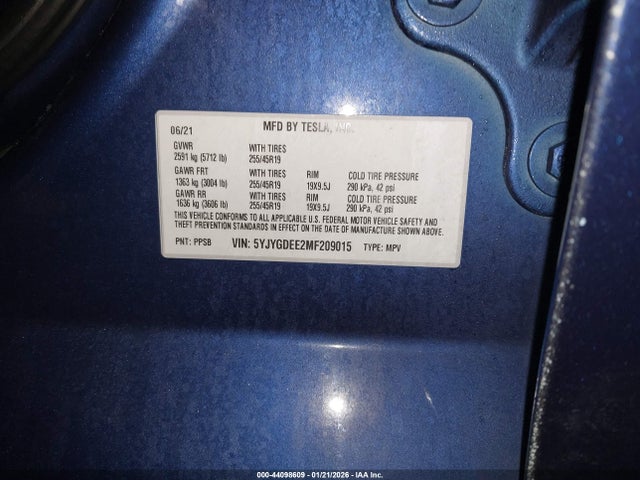 06/21 MFD BY TESLA, INC.
GVWR WITH TIRES
2591 kg (5712 lb) 255/45R19
GAWR FRT WITH TIRES RIM COLD TIRE PRESSURE
1363 kg (3004 lb) 255/45R19 19X9.5J 290 kPa, 42 psi
GAWR RR WITH TIRES RIM COLD TIRE PRESSURE
1636 kg (3606 lb) 255/45R19 19X9.5J 290 kPa, 42 psi
THIS VEHICLE CONFORMS TO ALL APPLICABLE U.S. FEDERAL MOTOR VEHICLE SAFETY AND
THEFT PREVENTION STANDARDS IN EFFECT ON THE DATE OF MANUFACTURE SHOWN ABOVE.
PNT: PPSB VIN: 5YJYGDEE2MF209015 TYPE: MPV
000-44098609 - 01/21/2026 - IAA Inc.